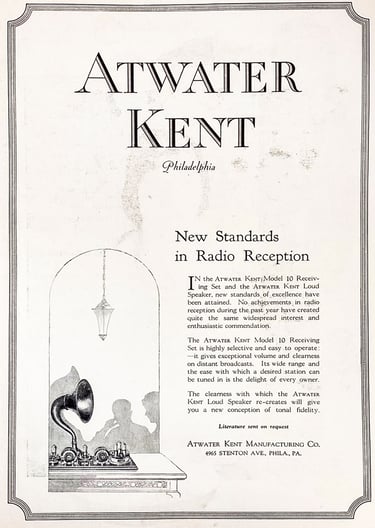 ATWATER
KENT
Philadelphia
New Standards
in Radio Reception
IN the ATWATER KENT Model 10 Receiv-
ing Set and the ATWATER KENT Loud
Speaker, new standards of excellence have
been attained. No achievements in radio
reception during the past year have created
quite the same widespread interest and
enthusiastic commendation.
The ATWATER KENT Model 10 Receiving
Set is highly selective and easy to operate:
—it gives exceptional volume and clearness
on distant broadcasts. Its wide range and
the ease with which a desired station can
be tuned in is the delight of every owner.
The clearness with which the ATWATER
KENT Loud Speaker re-creates will give
you a new conception of tonal fidelity.
Literature sent on request
ATWATER KENT MANUFACTURING CO.
4965 STENTON AVE., PHILA., PA.